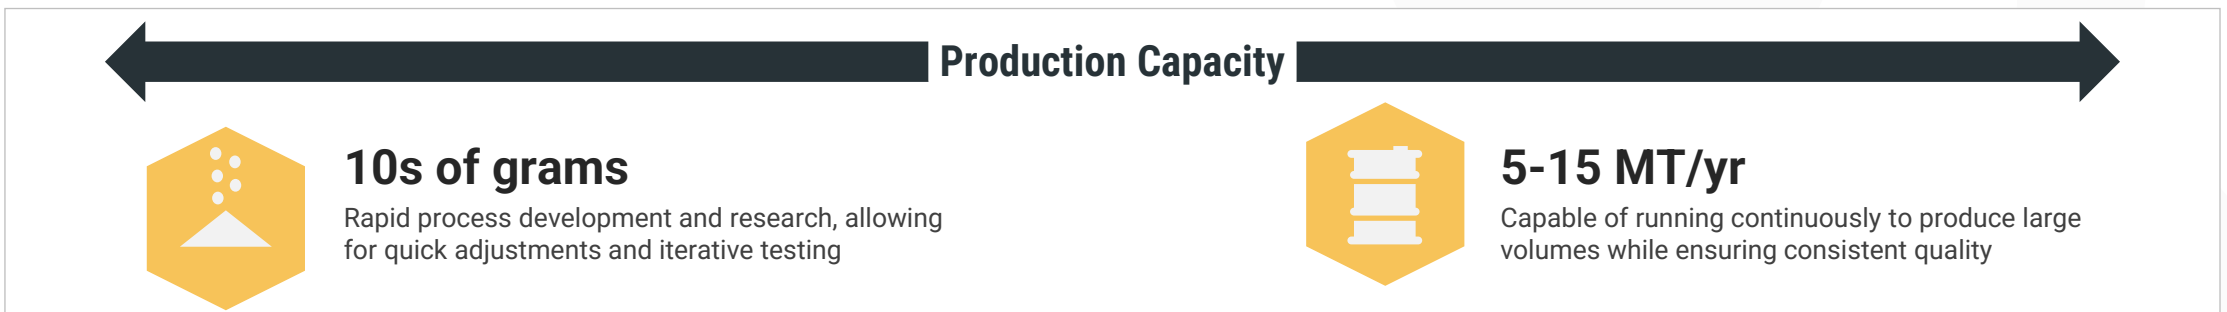 Production Capacity
10s of grams
Rapid process development and research, allowing
for quick adjustments and iterative testing
5-15 MT/yr
Capable of running continuously to produce large
volumes while ensuring consistent quality